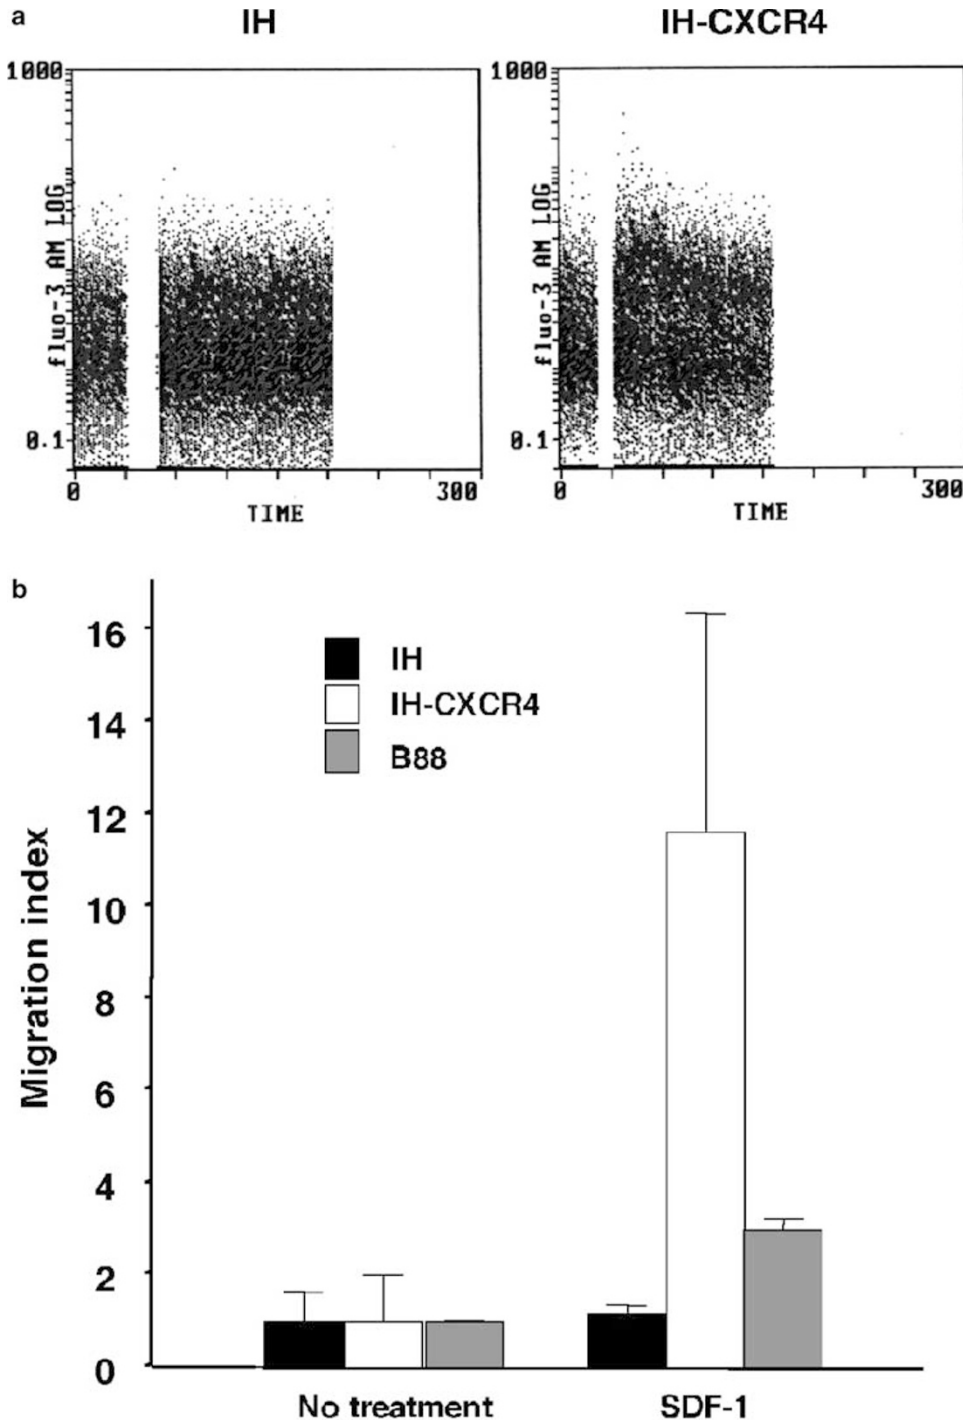 a
IH
IH-CXCR4
1000
fluo-3 AM LOG
0.1
0
300
TIME
1000
fluo-3 AM LOG
0.1
0
300
TIME
b
Migration index
16
14
12
10
8
6
4
2
0
IH
IH-CXCR4
B88
No treatment
SDF-1